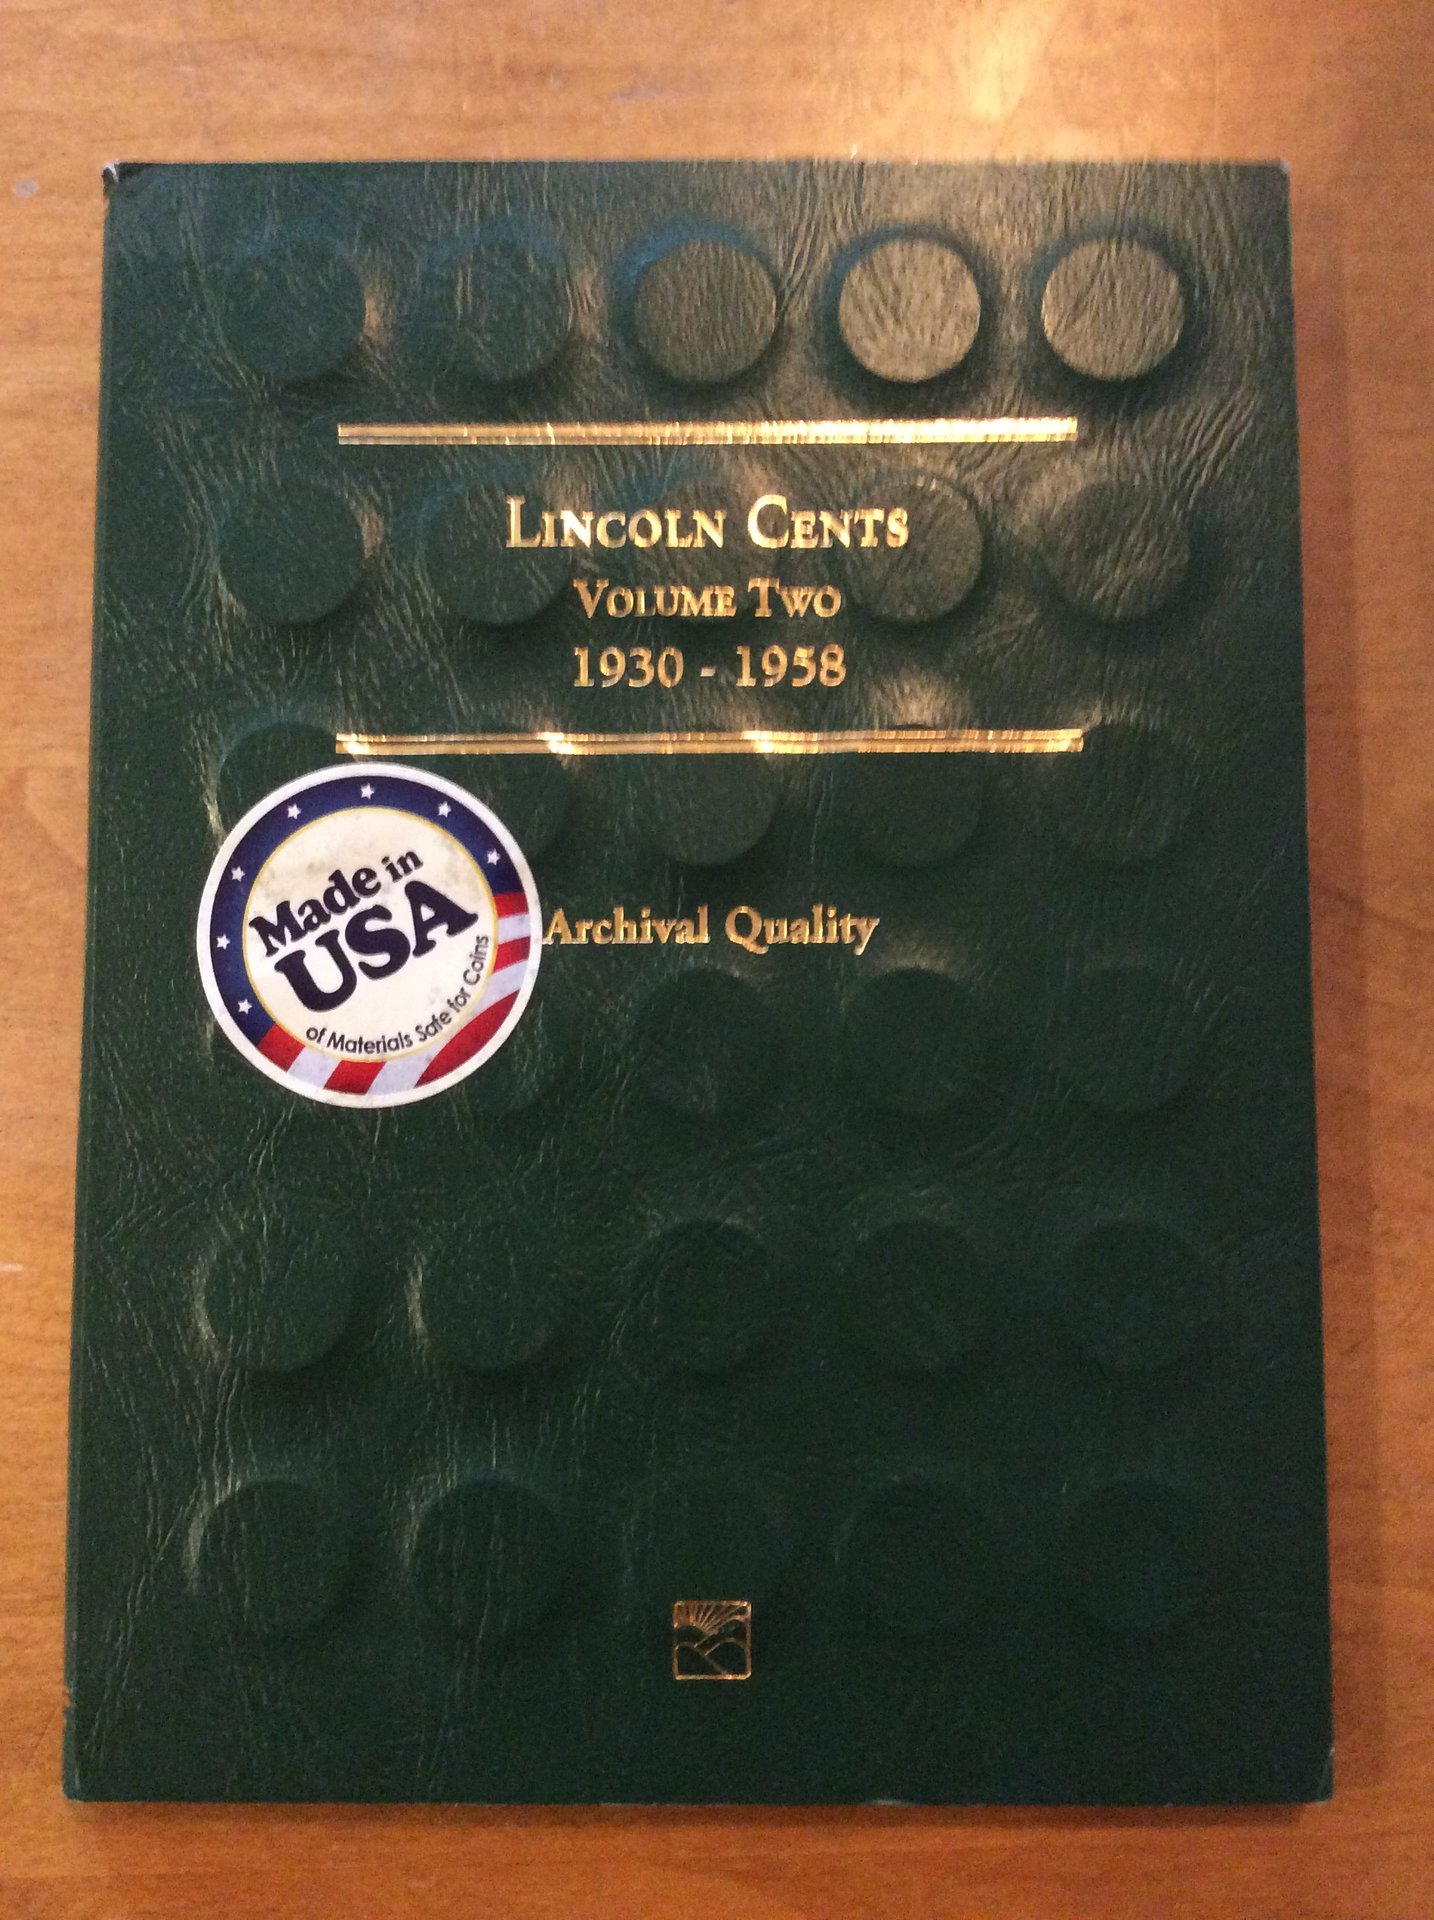 LINCOLN CENTS
VOLUME TWO
1930 - 1958
Made in
USA
of Materials Safe for Coins
Archival Quality